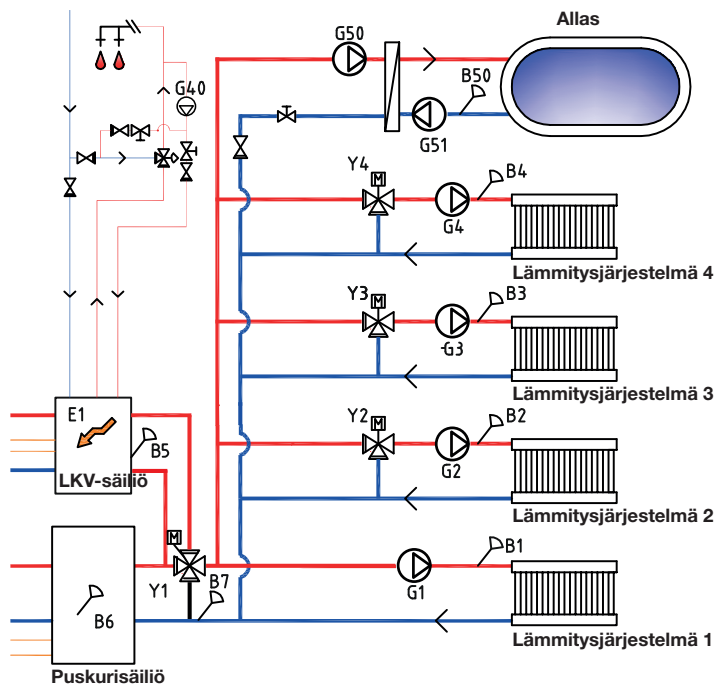 Allas
G50
G40
B50
G51
Y4
M
B4
G4
Lämmitysjärjestelmä 4
Y3
M
B3
G3
Lämmitysjärjestelmä 3
E1
B5
LKV-säiliö
Y2
M
B2
G2
Lämmitysjärjestelmä 2
M
Y1
B7
B6
B1
G1
Lämmitysjärjestelmä 1
Puskurisäiliö